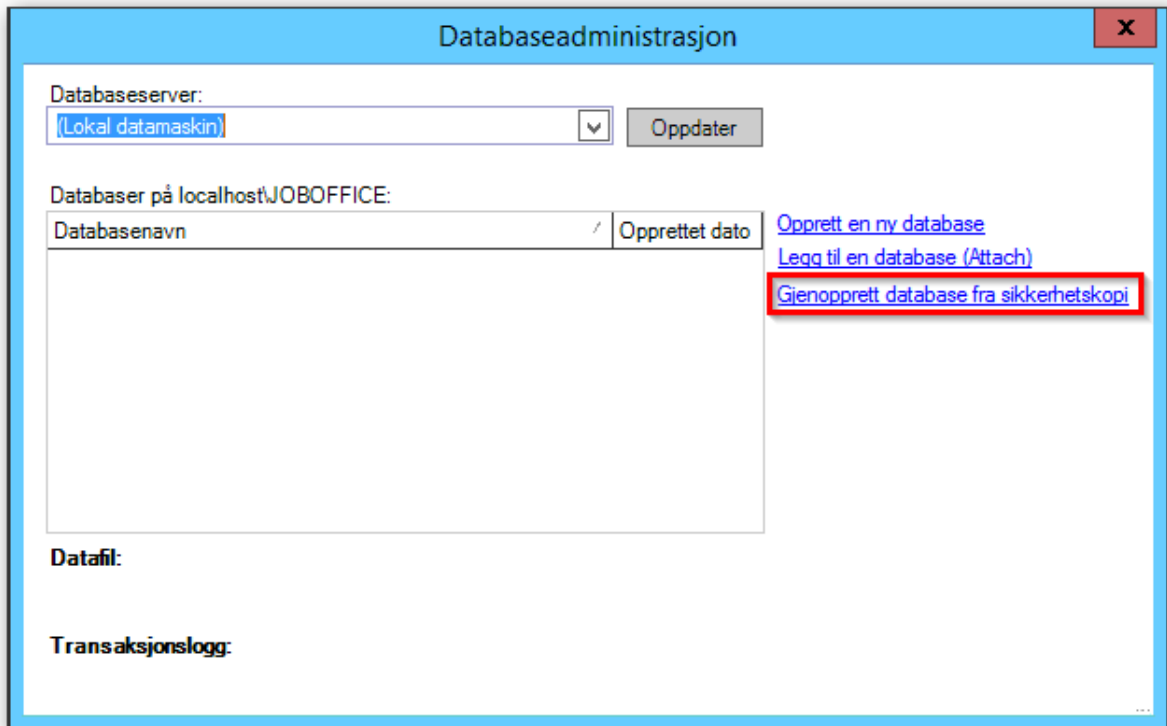 Databaseadministrasjon
x
Databaseserver:
(Lokal datamaskin)
Oppdater
Databaser på localhost\JOBOFFICE:
Databasenavn / Opprettet dato
Opprett en ny database
Legg til en database (Attach)
Gjenopprett database fra sikkerhetskopi
Datafil:
Transaksjonslogg: